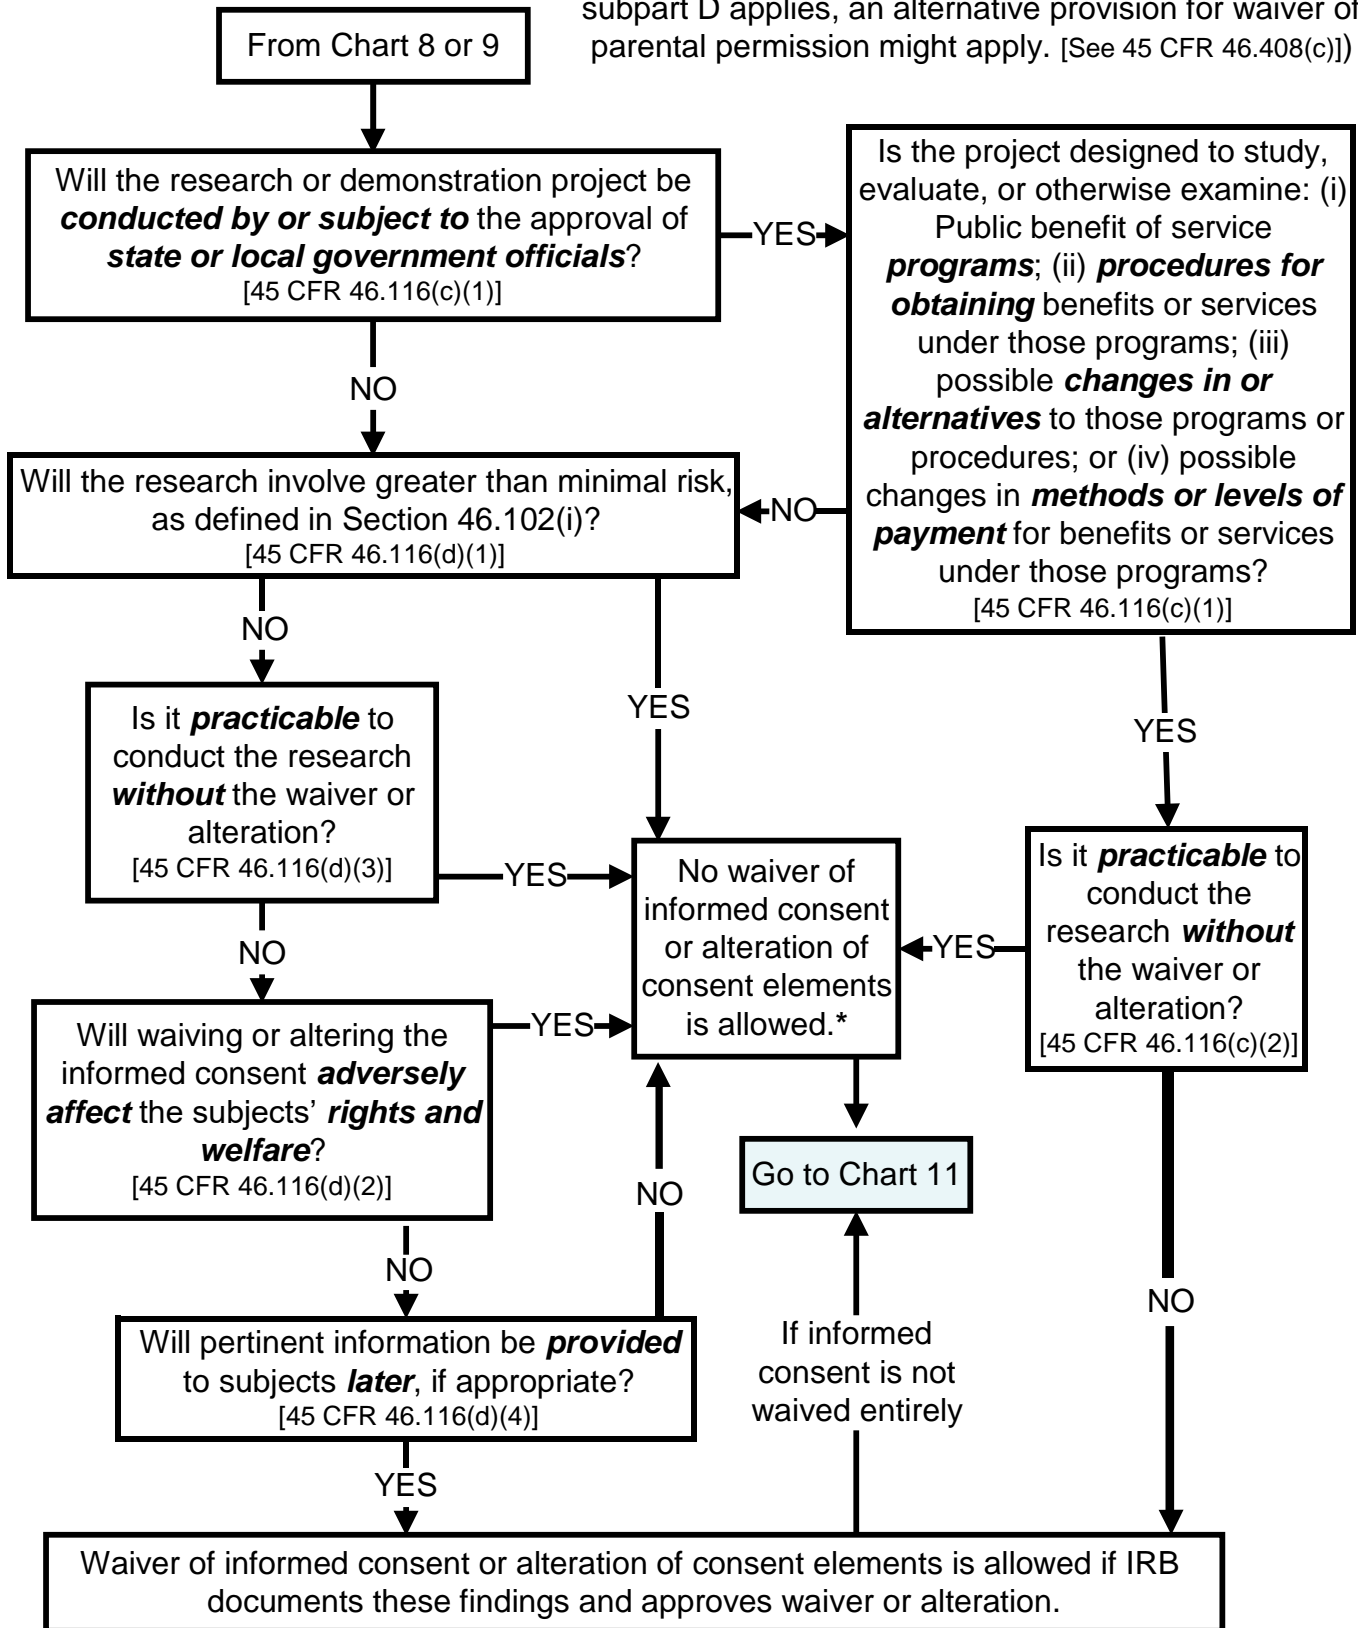 subpart D applies, an alternative provision for waiver of
parental permission might apply. [See 45 CFR 46.408(c)])
From Chart 8 or 9
Will the research or demonstration project be
conducted by or subject to the approval of
state or local government officials?
[45 CFR 46.116(c)(1)]
YES
Is the project designed to study,
evaluate, or otherwise examine: (i)
Public benefit of service
programs; (ii) procedures for
obtaining benefits or services
under those programs; (iii)
possible changes in or
alternatives to those programs or
procedures; or (iv) possible
changes in methods or levels of
payment for benefits or services
under those programs?
[45 CFR 46.116(c)(1)]
NO
Will the research involve greater than minimal risk,
as defined in Section 46.102(i)?
[45 CFR 46.116(d)(1)]
NO
NO
YES
YES
Is it practicable to
conduct the research
without the waiver or
alteration?
[45 CFR 46.116(d)(3)]
YES
No waiver of
informed consent
or alteration of
consent elements
is allowed.*
YES
Is it practicable to
conduct the
research without
the waiver or
alteration?
[45 CFR 46.116(c)(2)]
NO
Will waiving or altering the
informed consent adversely
affect the subjects’ rights and
welfare?
[45 CFR 46.116(d)(2)]
YES
Go to Chart 11
NO
NO
NO
Will pertinent information be provided
to subjects later, if appropriate?
[45 CFR 46.116(d)(4)]
If informed
consent is not
waived entirely
YES
Waiver of informed consent or alteration of consent elements is allowed if IRB
documents these findings and approves waiver or alteration.